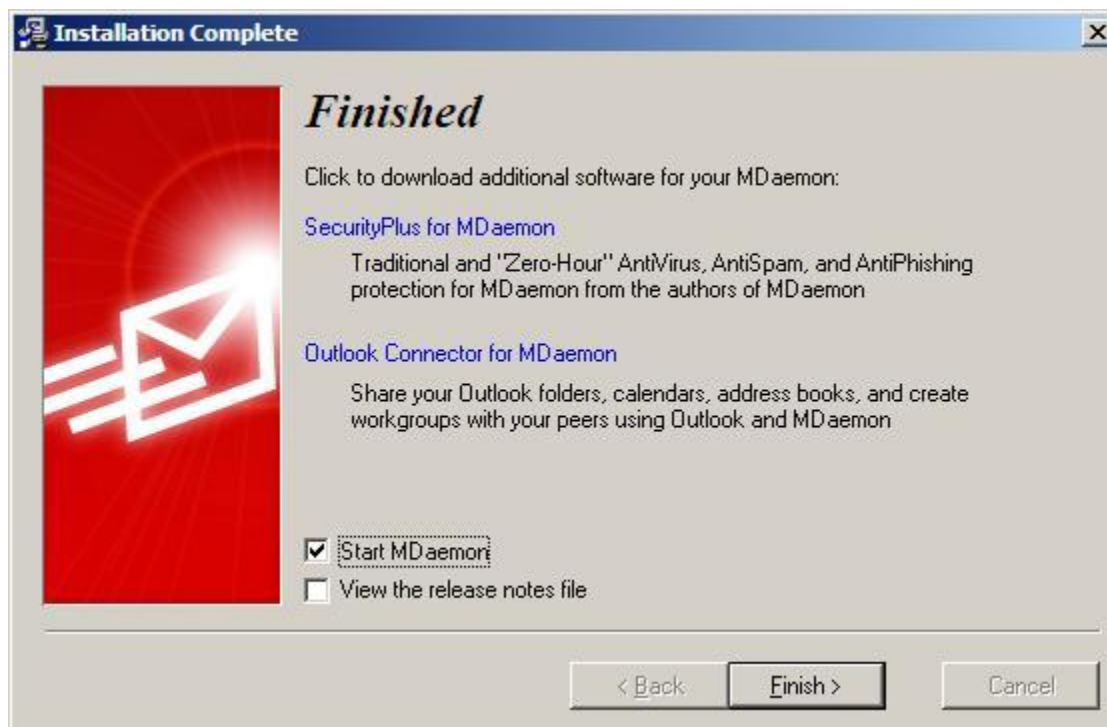 Installation Complete
Finished
Click to download additional software for your MDaemon:
SecurityPlus for MDaemon
Traditional and "Zero-Hour" AntiVirus, AntiSpam, and AntiPhishing
protection for MDaemon from the authors of MDaemon
Outlook Connector for MDaemon
Share your Outlook folders, calendars, address books, and create
workgroups with your peers using Outlook and MDaemon
Start MDaemon
View the release notes file
< Back
Finish >
Cancel